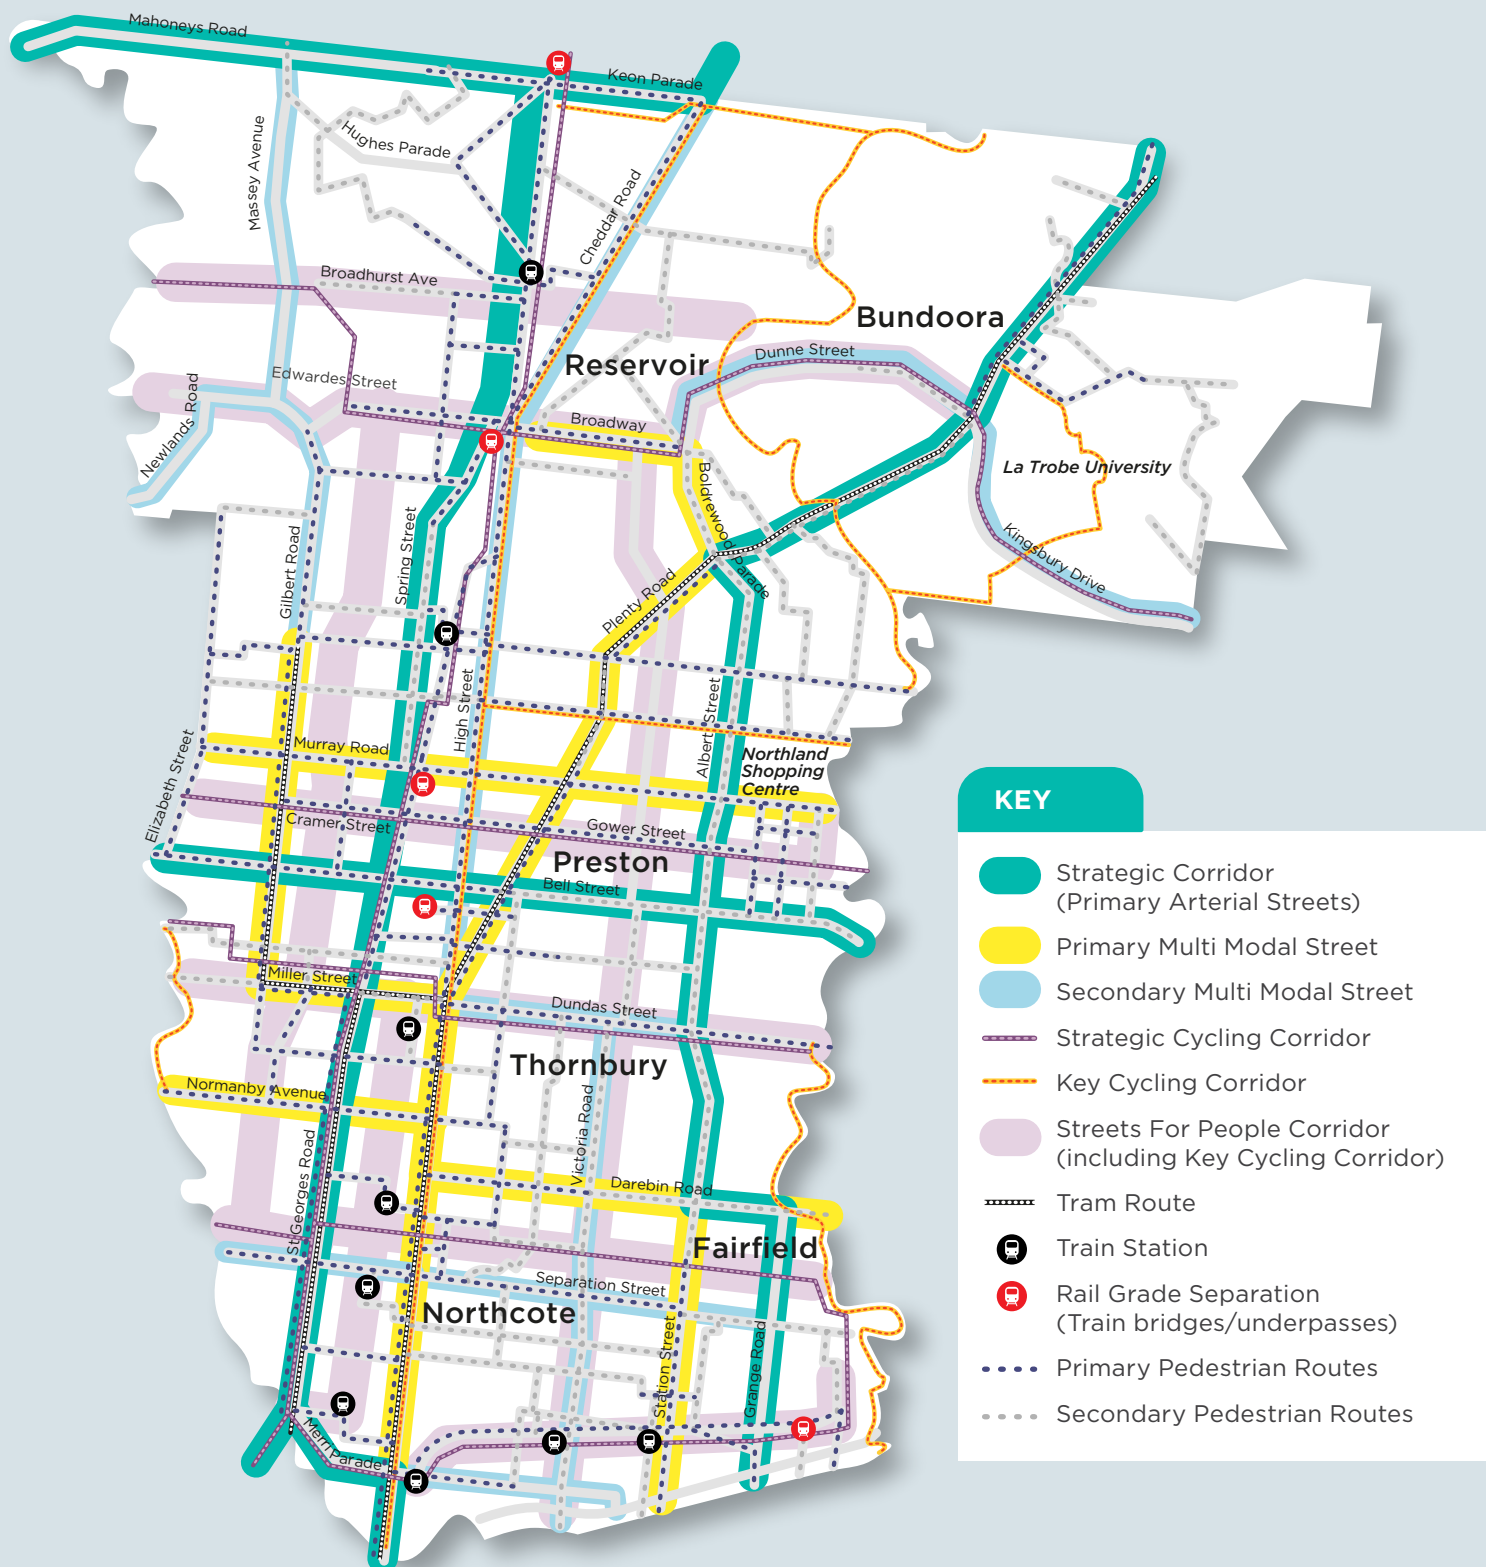 Mahoneys Road
Keon Parade
Massey Avenue
Hughes Parade
Cheddar Road
Broadhurst Ave
Bundoora
Reservoir
Dunne Street
Edwardes Street
Newlands Road
Broadway
Boldrewood Parade
La Trobe University
Kingsbury Drive
Gilbert Road
Spring Street
Plenty Road
High Street
Albert Street
Elizabeth Street
Murray Road
Northland
Shopping
Centre
Cramer Street
Gower Street
Preston
Bell Street
Miller Street
Dundas Street
Thornbury
Normanby Avenue
Victoria Road
St Georges Road
Darebin Road
Fairfield
Separation Street
Northcote
Station Street
Grange Road
Merri Parade
KEY
Strategic Corridor
(Primary Arterial Streets)
Primary Multi Modal Street
Secondary Multi Modal Street
Strategic Cycling Corridor
Key Cycling Corridor
Streets For People Corridor
(including Key Cycling Corridor)
Tram Route
Train Station
Rail Grade Separation
(Train bridges/underpasses)
Primary Pedestrian Routes
Secondary Pedestrian Routes